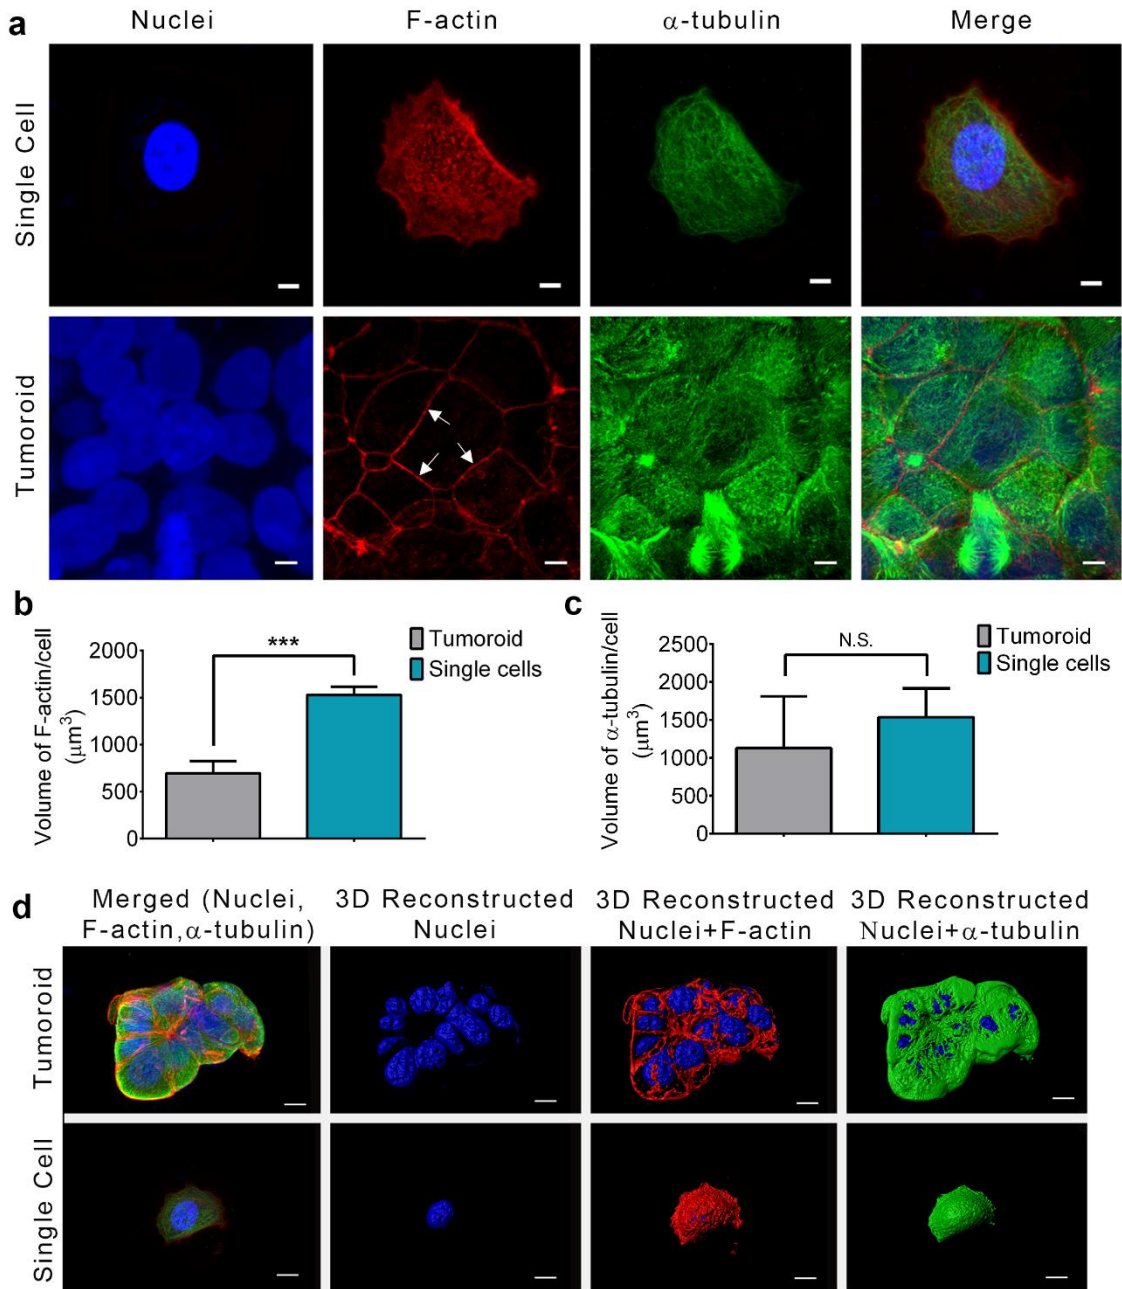 a
Nuclei
F-actin
α-tubulin
Merge
Single Cell
Tumoroid
b
Volume of F-actin/cell
(μm³)
2000
1500
1000
500
0
***
Tumoroid
Single cells
c
Volume of α-tubulin/cell
(μm³)
2500
2000
1500
1000
500
0
N.S.
Tumoroid
Single cells
d
Merged (Nuclei,
F-actin,α-tubulin)
3D Reconstructed
Nuclei
3D Reconstructed
Nuclei+F-actin
3D Reconstructed
Nuclei+α-tubulin
Tumoroid
Single Cell